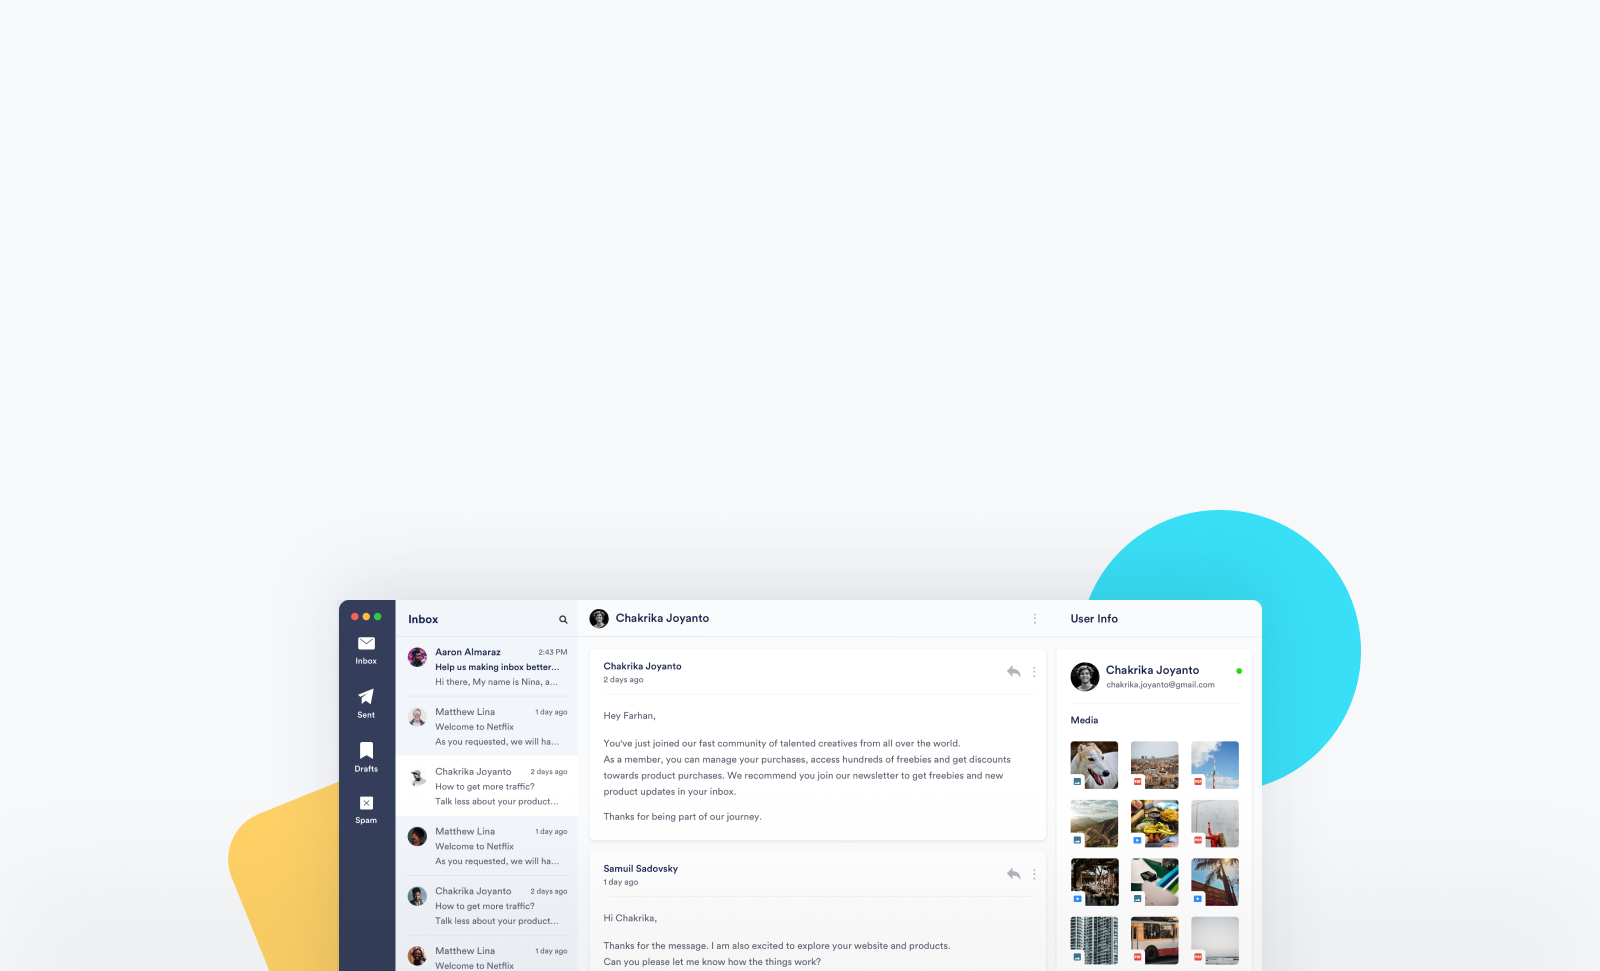 Inbox
Sent
Drafts
Spam
Inbox
Aaron Almaraz 2:43 PM
Help us making inbox better...
Hi there, My name is Nina, a...
Matthew Lina 1 day ago
Welcome to Netflix
As you requested, we will ha...
Chakrika Joyanto 2 days ago
How to get more traffic?
Talk less about your product...
Matthew Lina 1 day ago
Welcome to Netflix
As you requested, we will ha...
Chakrika Joyanto 2 days ago
How to get more traffic?
Talk less about your product...
Matthew Lina 1 day ago
Welcome to Netflix
Chakrika Joyanto
Chakrika Joyanto
2 days ago
Hey Farhan,
You've just joined our fast community of talented creatives from all over the world.
As a member, you can manage your purchases, access hundreds of freebies and get discounts
towards product purchases. We recommend you join our newsletter to get freebies and new
product updates in your inbox.
Thanks for being part of our journey.
Samuil Sadovsky
1 day ago
Hi Chakrika,
Thanks for the message. I am also excited to explore your website and products.
Can you please let me know how the things work?
User Info
Chakrika Joyanto
chakrika.joyanto@gmail.com
Media